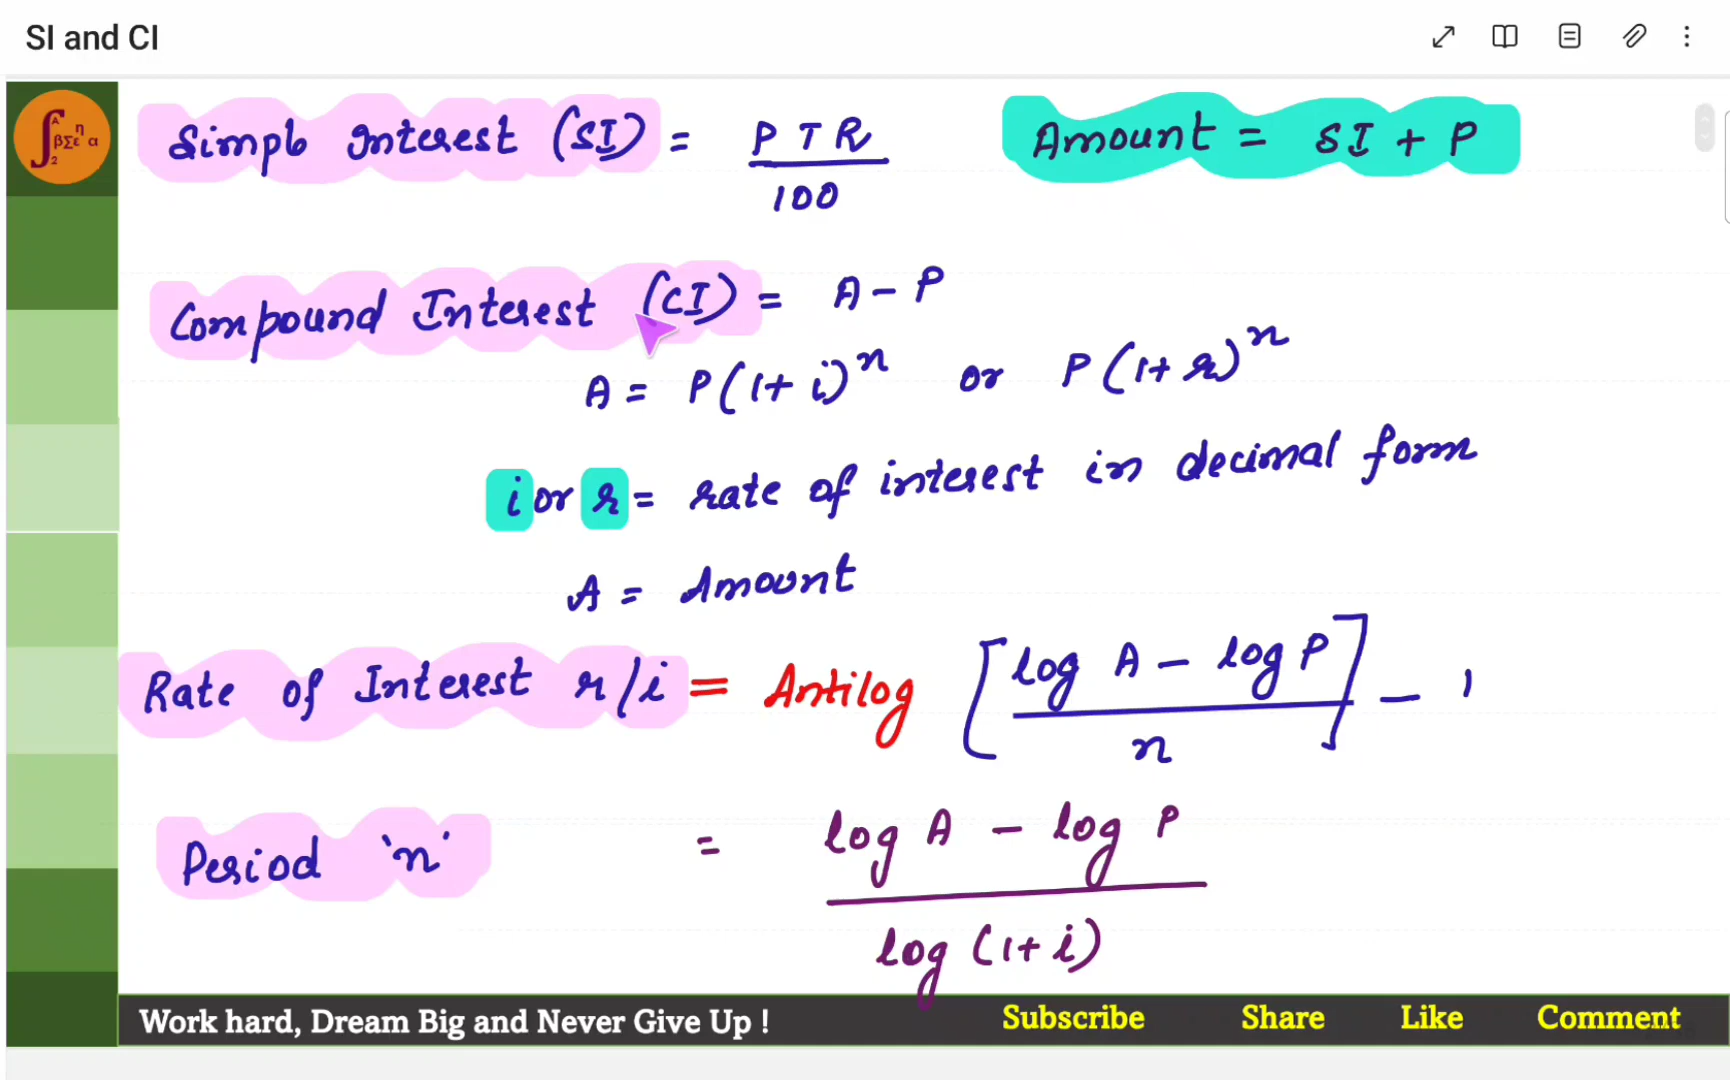 SI and CI
Simple Interest (SI) = PTR / 100
Amount = SI + P
Compound Interest (CI) = A - P
A = P(1+i)^n or P(1+r)^n
i or r = rate of interest in decimal form
A = Amount
Rate of Interest r/i = Antilog [log A - log P / n] - 1
Period 'n' = log A - log P / log (1+i)
Work hard, Dream Big and Never Give Up ! Subscribe Share Like Comment